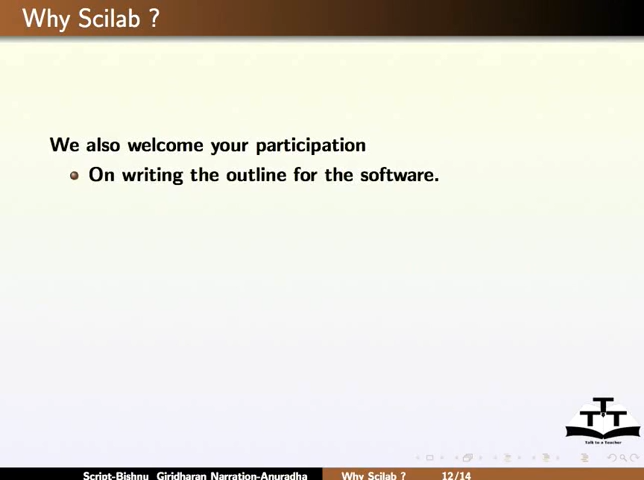 Why Scilab ?
We also welcome your participation
On writing the outline for the software.
TTT
Talk to a Teacher
Script-Bishnu Giridharan Narration-Anuradha Why Scilab ? 12/14